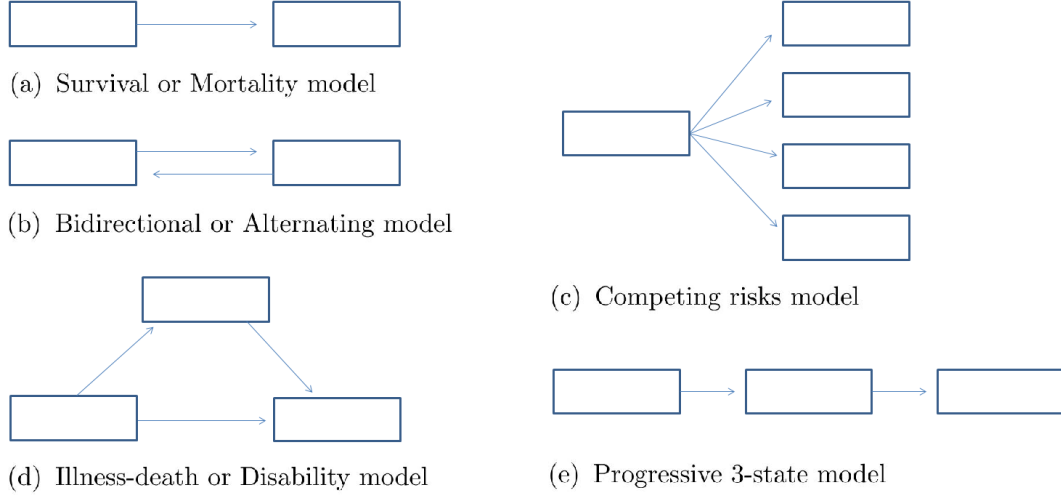 (a) Survival or Mortality model
(b) Bidirectional or Alternating model
(c) Competing risks model
(d) Illness-death or Disability model
(e) Progressive 3-state model